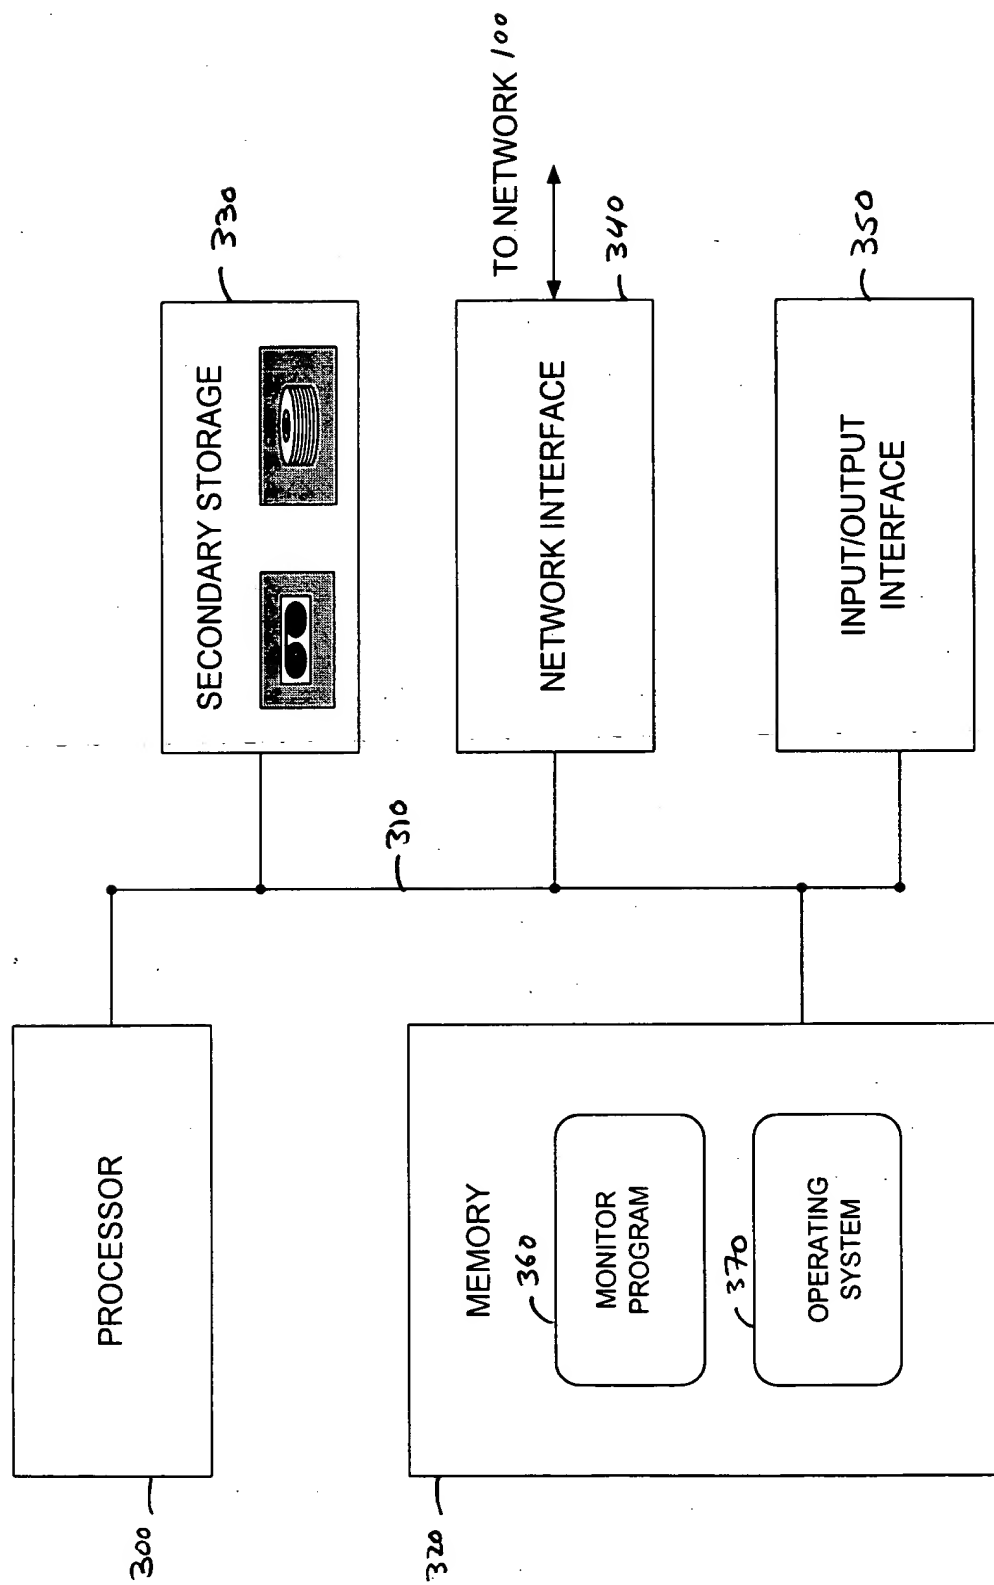 PROCESSOR
300
MEMORY
320
360
MONITOR
PROGRAM
370
OPERATING
SYSTEM
310
SECONDARY STORAGE
330
NETWORK INTERFACE
340
TO NETWORK 100
INPUT/OUTPUT
INTERFACE
350